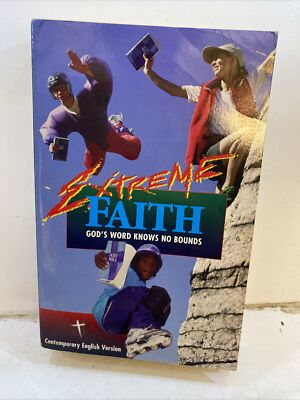 EXTREME
FAITH
GOD'S WORD KNOWS NO BOUNDS
Contemporary English Version